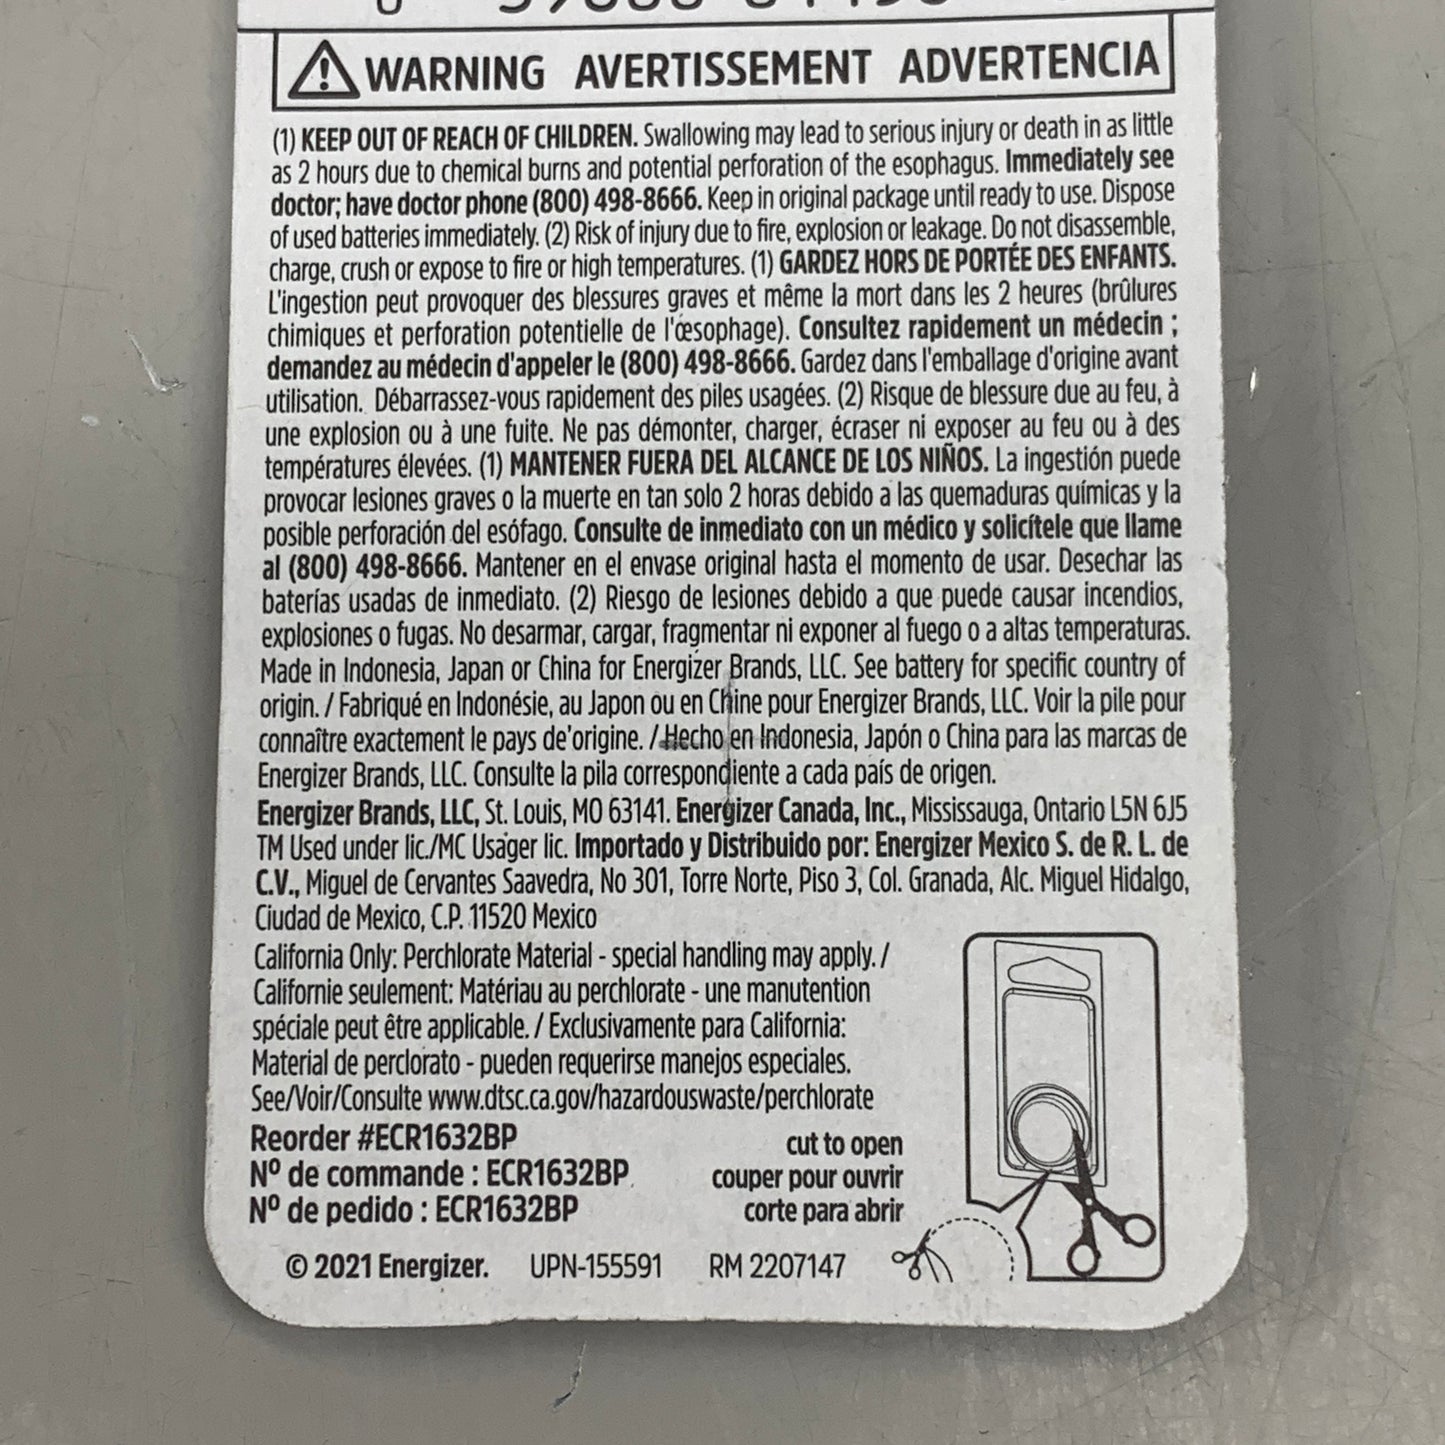 WARNING AVERTISSEMENT ADVERTENCIA
(1) KEEP OUT OF REACH OF CHILDREN. Swallowing may lead to serious injury or death in as little
as 2 hours due to chemical burns and potential perforation of the esophagus. Immediately see
doctor; have doctor phone (800) 498-8666. Keep in original package until ready to use. Dispose
of used batteries immediately. (2) Risk of injury due to fire, explosion or leakage. Do not disassemble,
charge, crush or expose to fire or high temperatures. (1) GARDEZ HORS DE PORTÉE DES ENFANTS.
L'ingestion peut provoquer des blessures graves et même la mort dans les 2 heures (brûlures
chimiques et perforation potentielle de l'œsophage). Consultez rapidement un médecin ;
demandez au médecin d'appeler le (800) 498-8666. Gardez dans l'emballage d'origine avant
utilisation. Débarrassez-vous rapidement des piles usagées. (2) Risque de blessure due au feu, à
une explosion ou à une fuite. Ne pas démonter, charger, écraser ni exposer au feu ou à des
températures élevées. (1) MANTENER FUERA DEL ALCANCE DE LOS NIÑOS. La ingestión puede
provocar lesiones graves o la muerte en tan solo 2 horas debido a las quemaduras químicas y la
posible perforación del esófago. Consulte de inmediato con un médico y solicítele que llame
al (800) 498-8666. Mantener en el envase original hasta el momento de usar. Desechar las
baterías usadas de inmediato. (2) Riesgo de lesiones debido a que puede causar incendios,
explosiones o fugas. No desarmar, cargar, fragmentar ni exponer al fuego o a altas temperaturas.
Made in Indonesia, Japan or China for Energizer Brands, LLC. See battery for specific country of
origin. / Fabriqué en Indonésie, au Japon ou en Chine pour Energizer Brands, LLC. Voir la pile pour
connaître exactement le pays de'origine. / Hecho en Indonesia, Japón o China para las marcas de
Energizer Brands, LLC. Consulte la pila correspondiente a cada país de origen.
Energizer Brands, LLC, St. Louis, MO 63141. Energizer Canada, Inc., Mississauga, Ontario L5N 6J5
TM Used under lic./MC Usager lic. Importado y Distribuido por: Energizer Mexico S. de R. L. de
C.V., Miguel de Cervantes Saavedra, No 301, Torre Norte, Piso 3, Col. Granada, Alc. Miguel Hidalgo,
Ciudad de Mexico, C.P. 11520 Mexico
California Only: Perchlorate Material - special handling may apply. /
Californie seulement: Matériau au perchlorate - une manutention
spéciale peut être applicable. / Exclusivamente para California:
Material de perclorato - pueden requerirse manejos especiales.
See/Voir/Consulte www.dtsc.ca.gov/hazardouswaste/perchlorate
Reorder #ECR1632BP
Nº de commande : ECR1632BP
Nº de pedido : ECR1632BP
cut to open
couper pour ouvrir
corte para abrir
© 2021 Energizer. UPN-155591 RM 2207147